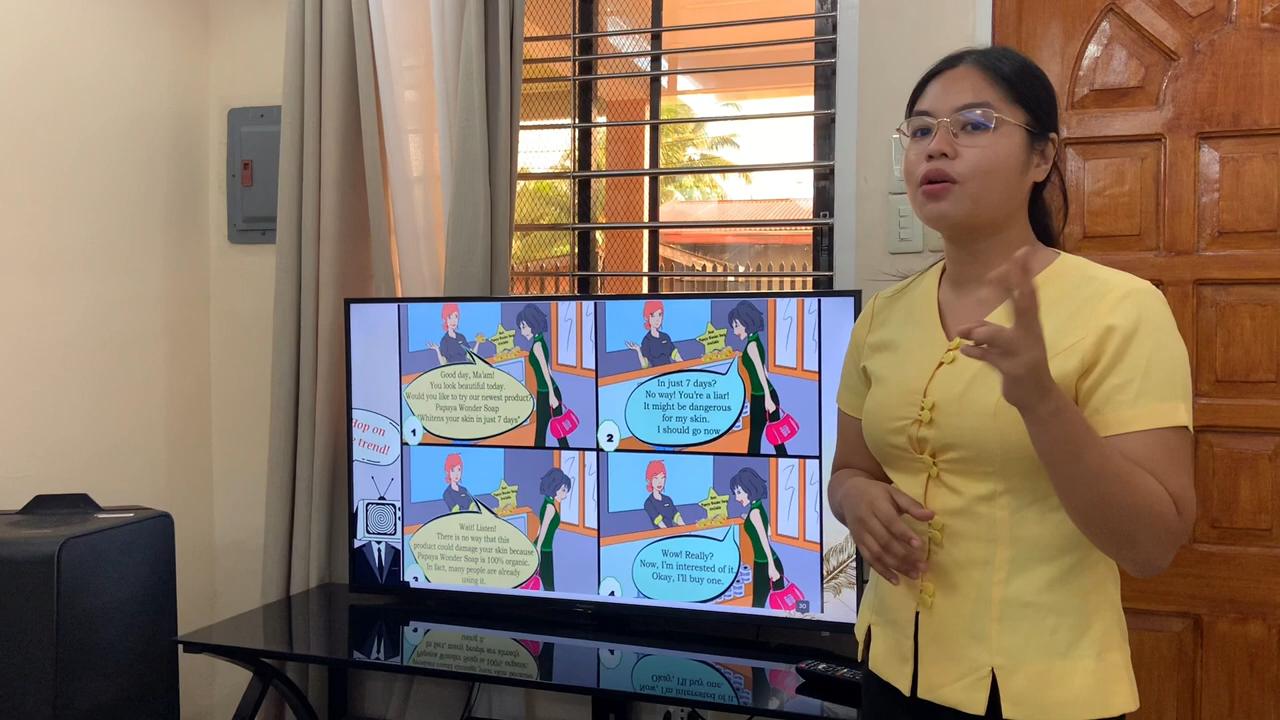 Hop on
trend!
Good day, Ma'am!
You look beautiful today.
Would you like to try our newest product?
Papaya Wonder Soap
"Whitens your skin in just 7 days"
1
In just 7 days?
No way! You're a liar!
It might be dangerous
for my skin.
I should go now.
2
Wait! Listen!
There is no way that this
product could damage your skin because
Papaya Wonder Soap is 100% organic.
In fact, many people are already
using it.
3
Wow! Really?
Now, I'm interested of it.
Okay, I'll buy one.
4
30